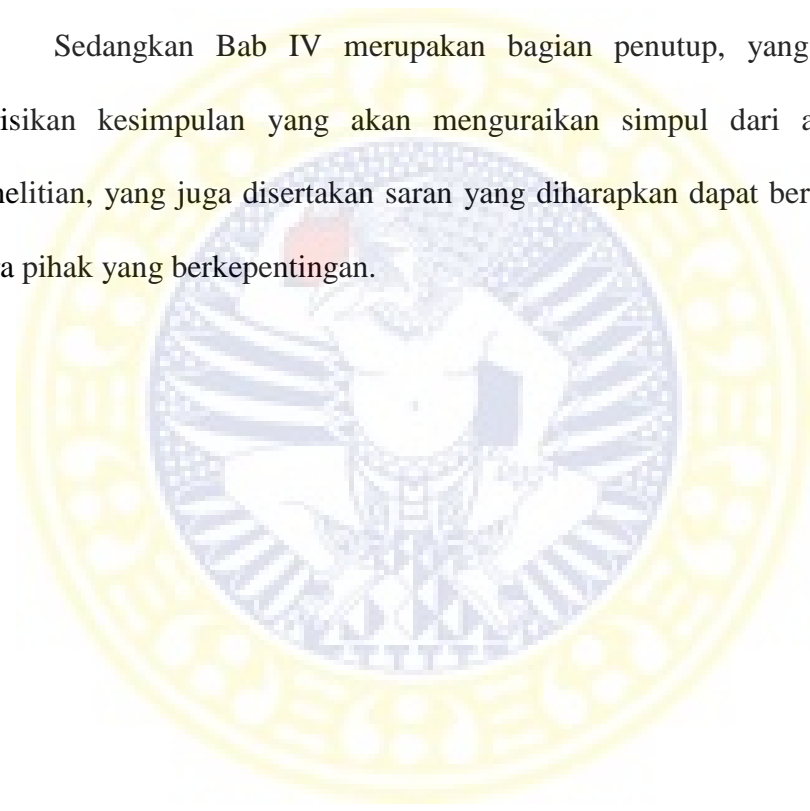 Sedangkan Bab IV merupakan bagian penutup, yang
isikan kesimpulan yang akan menguraikan simpul dari a
nelitian, yang juga disertakan saran yang diharapkan dapat ber
a pihak yang berkepentingan.